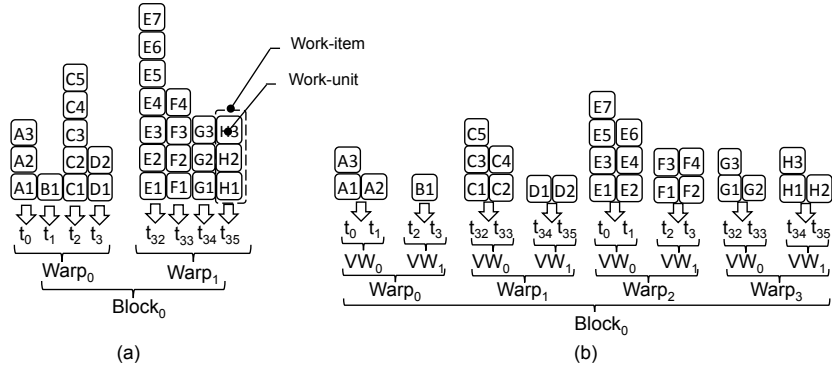 E7
E6
E5
E4 F4
E3 F3 G3 H3
E2 F2 G2 H2
E1 F1 G1 H1
C5
C4
A3 C3
A2 C2 D2
A1 B1 C1 D1
Work-item
Work-unit
t0 t1 t2 t3 t32 t33 t34 t35
Warp0 Warp1
Block0
(a)
E7
C5 E5 E6
A3 C3 C4 E3 E4 F3 F4 G3 H3
A1 A2 B1 C1 C2 D1 D2 E1 E2 F1 F2 G1 G2 H1 H2
t0 t1 t2 t3 t32 t33 t34 t35 t0 t1 t2 t3 t32 t33 t34 t35
VW0 VW1 VW0 VW1 VW0 VW1 VW0 VW1
Warp0 Warp1 Warp2 Warp3
Block0
(b)